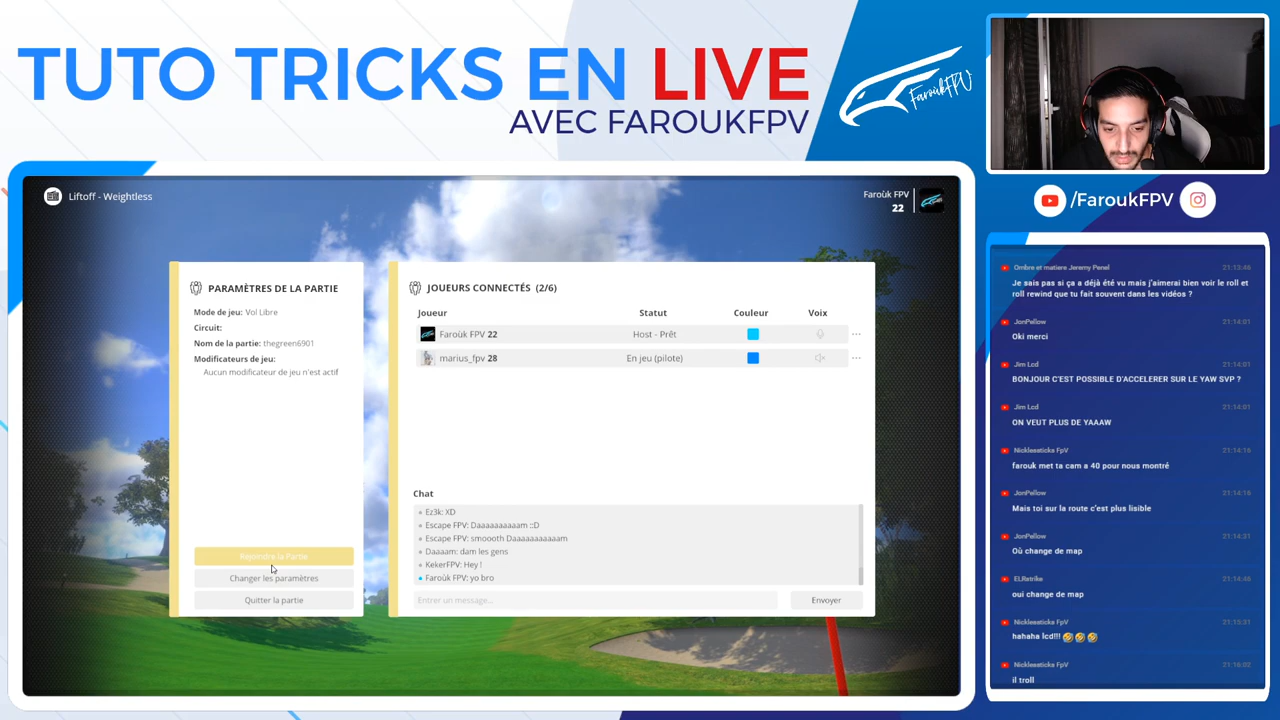 TUTO TRICKS EN LIVE
AVEC FAROUKFPV
FaroukFPV
/FaroukFPV
Liftoff - Weightless
Faroùk FPV
22
PARAMÈTRES DE LA PARTIE
Mode de jeu: Vol Libre
Circuit:
Nom de la partie: thegreen6901
Modificateurs de jeu:
Aucun modificateur de jeu n'est actif
Rejoindre la Partie
Changer les paramètres
Quitter la partie
JOUEURS CONNECTÉS (2/6)
Joueur Statut Couleur Voix
Faroùk FPV 22 Host - Prêt
marius_fpv 28 En jeu (pilote)
Chat
Ez3k: XD
Escape FPV: Daaaaaaaaam ::D
Escape FPV: smoooth Daaaaaaaaaaam
Daaaam: dam les gens
KekerFPV: Hey !
Faroùk FPV: yo bro
Entrer un message...
Envoyer
Ombre et matiere Jeremy Penel 21:13:46
Je sais pas si ça a déjà été vu mais j'aimerai bien voir le roll et
roll rewind que tu fait souvent dans les vidéos ?
JonPellow 21:14:01
Oki merci
Jim Lcd 21:14:01
BONJOUR C'EST POSSIBLE D'ACCELERER SUR LE YAW SVP ?
Jim Lcd 21:14:01
ON VEUT PLUS DE YAAAW
Nickleesticks FpV 21:14:16
farouk met ta cam a 40 pour nous montré
JonPellow 21:14:16
Mais toi sur la route c'est plus lisible
JonPellow 21:14:31
Où change de map
21:14:46
oui change de map
Nickleesticks FpV 21:15:31
hahaha lcd!!! 🤣 🤣 🤣
Nickleesticks FpV 21:16:02
il troll